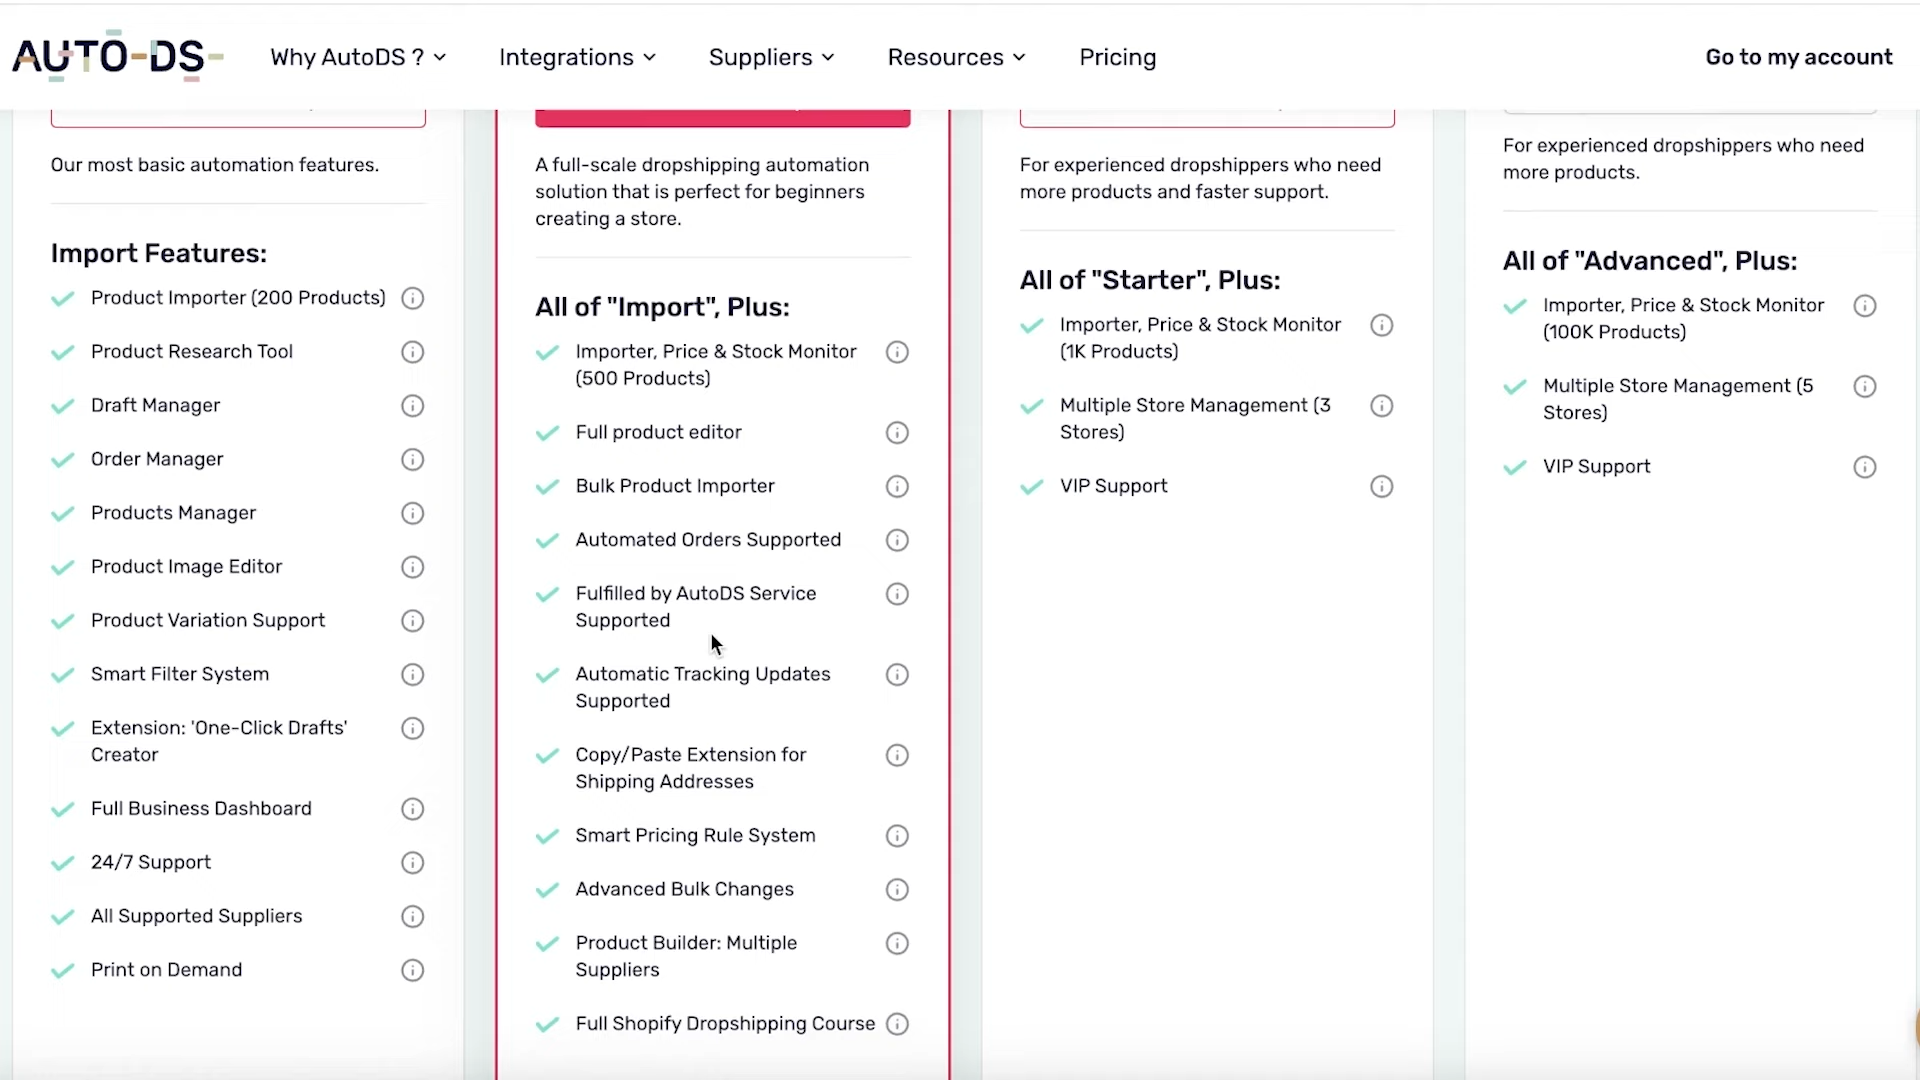 AUTO-DS
Why AutoDS ?
Integrations
Suppliers
Resources
Pricing
Go to my account
Our most basic automation features.
Import Features:
Product Importer (200 Products)
Product Research Tool
Draft Manager
Order Manager
Products Manager
Product Image Editor
Product Variation Support
Smart Filter System
Extension: 'One-Click Drafts'
Creator
Full Business Dashboard
24/7 Support
All Supported Suppliers
Print on Demand
A full-scale dropshipping automation
solution that is perfect for beginners
creating a store.
All of "Import", Plus:
Importer, Price & Stock Monitor
(500 Products)
Full product editor
Bulk Product Importer
Automated Orders Supported
Fulfilled by AutoDS Service
Supported
Automatic Tracking Updates
Supported
Copy/Paste Extension for
Shipping Addresses
Smart Pricing Rule System
Advanced Bulk Changes
Product Builder: Multiple
Suppliers
Full Shopify Dropshipping Course
For experienced dropshippers who need
more products and faster support.
All of "Starter", Plus:
Importer, Price & Stock Monitor
(1K Products)
Multiple Store Management (3
Stores)
VIP Support
For experienced dropshippers who need
more products.
All of "Advanced", Plus:
Importer, Price & Stock Monitor
(100K Products)
Multiple Store Management (5
Stores)
VIP Support